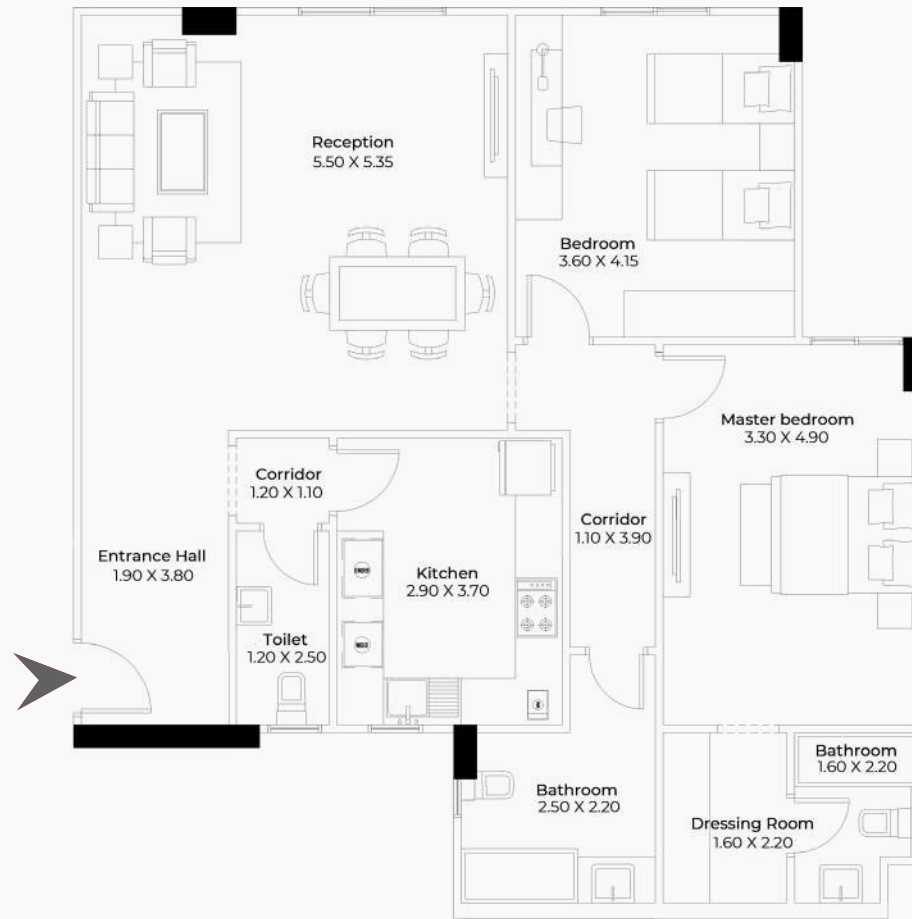 Reception
5.50 X 5.35
Bedroom
3.60 X 4.15
Master bedroom
3.30 X 4.90
Corridor
1.20 X 1.10
Corridor
1.10 X 3.90
Entrance Hall
1.90 X 3.80
Kitchen
2.90 X 3.70
Toilet
1.20 X 2.50
Bathroom
1.60 X 2.20
Bathroom
2.50 X 2.20
Dressing Room
1.60 X 2.20